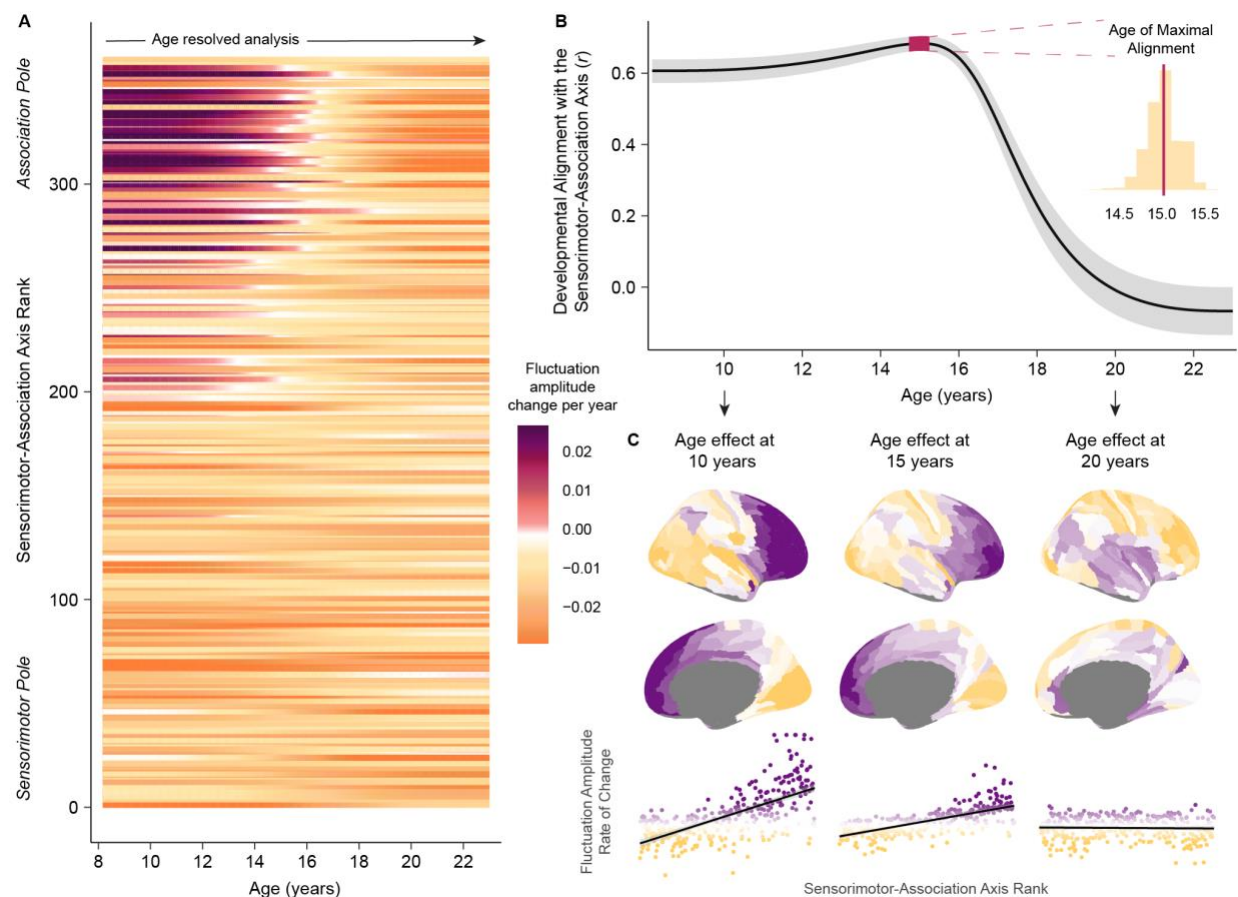 A
Age resolved analysis
Association Pole
Sensorimotor-Association Axis Rank
Sensorimotor Pole
300
200
100
0
8 10 12 14 16 18 20 22
Age (years)
Fluctuation
amplitude
change per year
0.02
0.01
0.00
−0.01
−0.02
B
Developmental Alignment with the
Sensorimotor-Association Axis (r)
0.6
0.4
0.2
0.0
10 12 14 16 18 20 22
Age (years)
Age of Maximal
Alignment
14.5 15.0 15.5
C
Age effect at
10 years
Age effect at
15 years
Age effect at
20 years
Fluctuation Amplitude
Rate of Change
Sensorimotor-Association Axis Rank